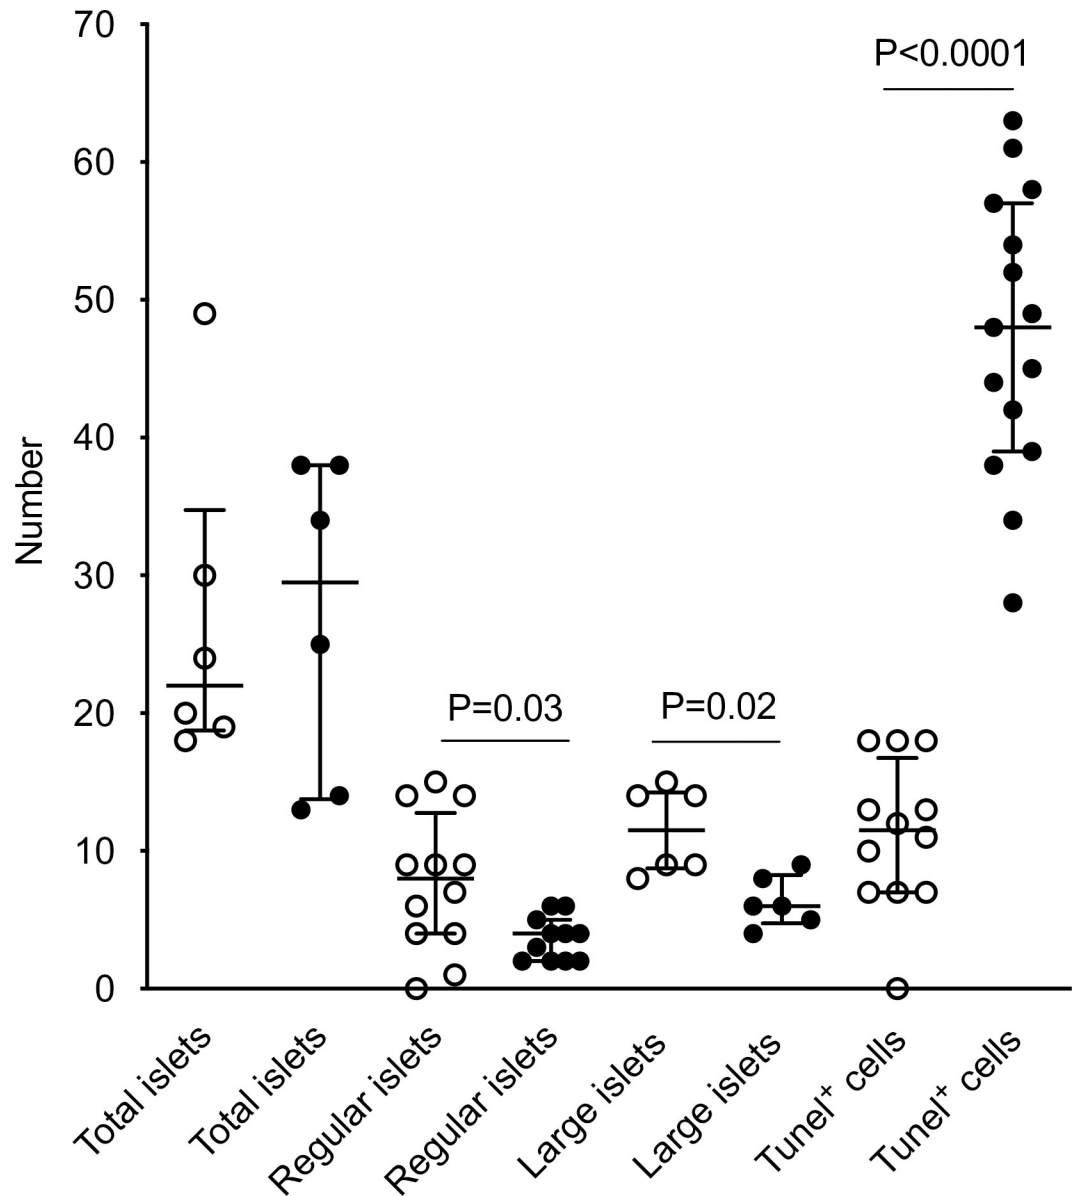 70
P<0.0001
60
50
40
Number
30
20
P=0.03
P=0.02
10
0
Total islets
Total islets
Regular islets
Regular islets
Large islets
Large islets
Tunel⁺ cells
Tunel⁺ cells